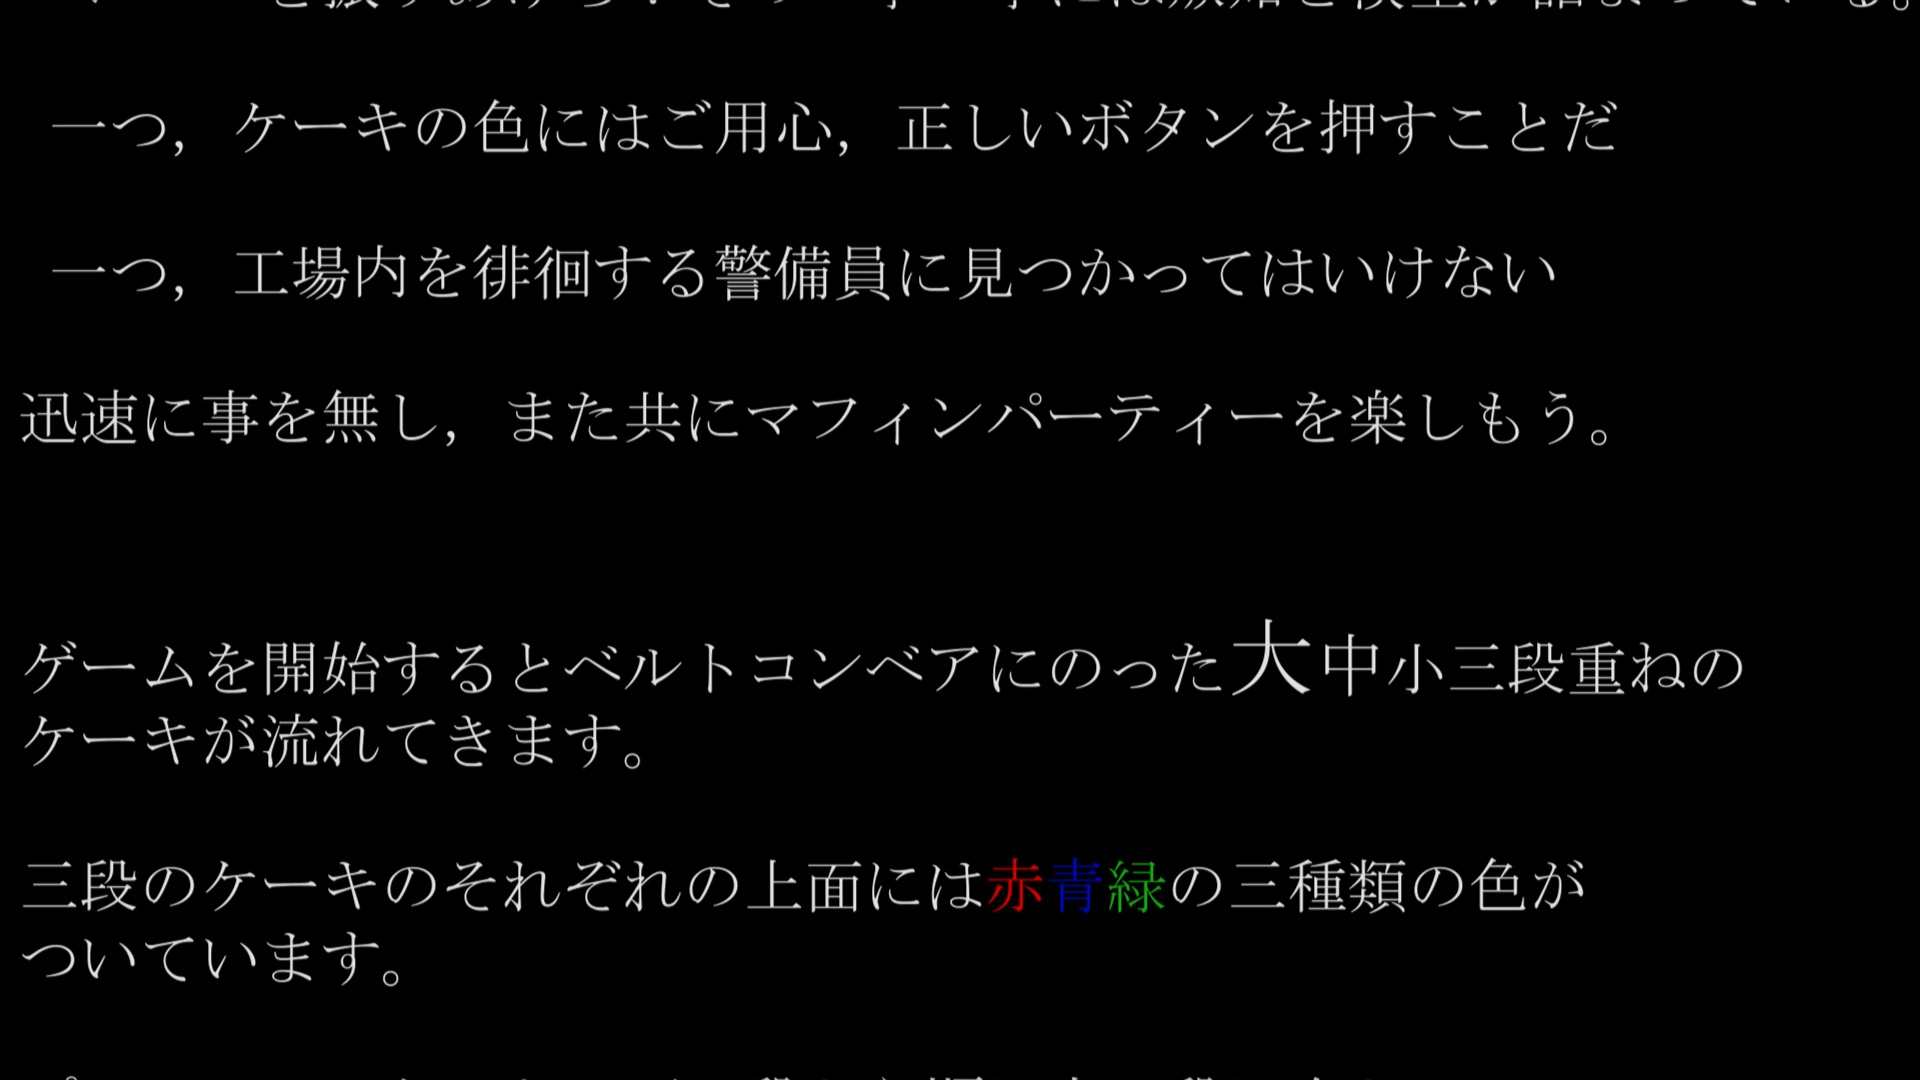 一つ，ケーキの色にはご用心，正しいボタンを押すことだ
一つ，工場内を徘徊する警備員に見つかってはいけない
迅速に事を無し，また共にマフィンパーティーを楽しもう。
ゲームを開始するとベルトコンベアにのった大中小三段重ねの
ケーキが流れてきます。
三段のケーキのそれぞれの上面には赤青緑の三種類の色が
ついています。